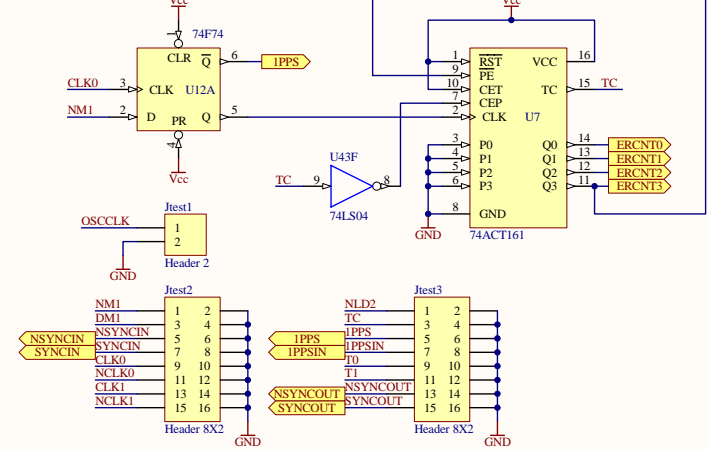 Vcc
Vcc
1
74F74
CLR
Q
6
1PPS
CLK0
3
CLK
U12A
NM1
2
D
Q
5
PR
4
Vcc
1
RST
VCC
16
9
PE
10
CET
TC
15
TC
7
CEP
2
CLK
U7
3
P0
Q0
14
ERCNT0
4
P1
Q1
13
ERCNT1
5
P2
Q2
12
ERCNT2
6
P3
Q3
11
ERCNT3
8
GND
GND
74ACT161
U43F
TC
9
8
74LS04
Jtest1
OSCCLK
1
2
GND
Header 2
Jtest2
NM1
1
2
DM1
3
4
NSYNCIN
NSYNCIN
5
6
SYNCIN
SYNCIN
7
8
CLK0
9
10
NCLK0
11
12
CLK1
13
14
NCLK1
15
16
Header 8X2
GND
Jtest3
NLD2
1
2
TC
3
4
1PPS
1PPS
5
6
1PPSIN
1PPSIN
7
8
T0
9
10
T1
11
12
NSYNCOUT
NSYNCOUT
13
14
SYNCOUT
SYNCOUT
15
16
Header 8X2
GND